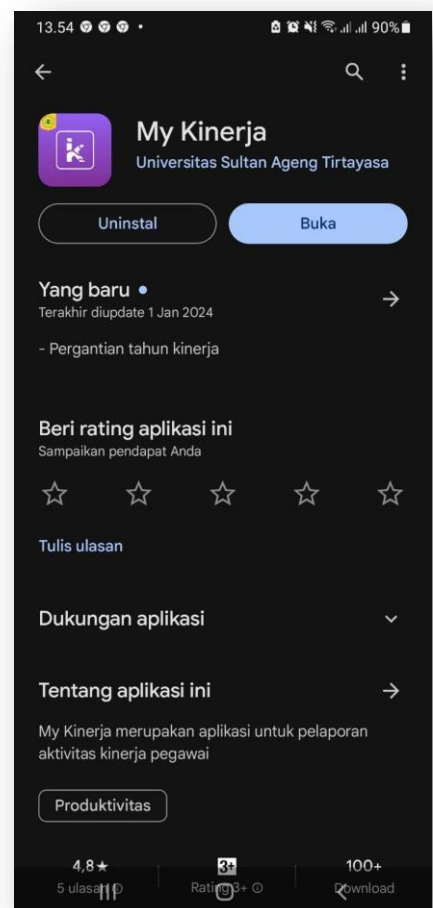 13.54
90%
My Kinerja
Universitas Sultan Ageng Tirtayasa
Uninstal
Buka
Yang baru •
Terakhir diupdate 1 Jan 2024
- Pergantian tahun kinerja
Beri rating aplikasi ini
Sampaikan pendapat Anda
Tulis ulasan
Dukungan aplikasi
Tentang aplikasi ini
My Kinerja merupakan aplikasi untuk pelaporan
aktivitas kinerja pegawai
Produktivitas
4,8★ 3+ 100+
5 ulasan Rating 3+ Download